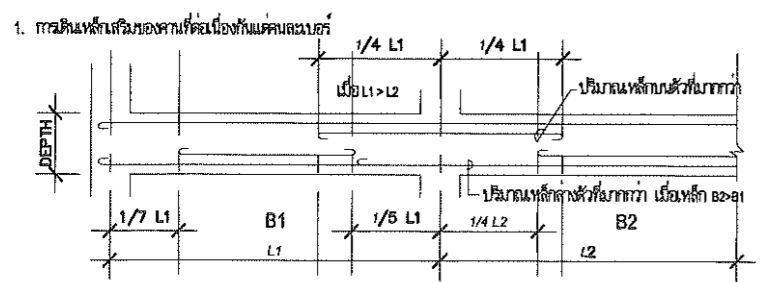 1. การเดินเหล็กเสริมของคานที่ต่อเนื่องกันแต่คนละเบอร์
1/4 L1
1/4 L1
เมื่อ L1 > L2
ปริมาณเหล็กบนตัวที่มากกว่า
DEPTH
ปริมาณเหล็กล่างตัวที่มากกว่า เมื่อเหล็ก B2>B1
1/7 L1
B1
1/5 L1
1/4 L2
B2
L1
L2